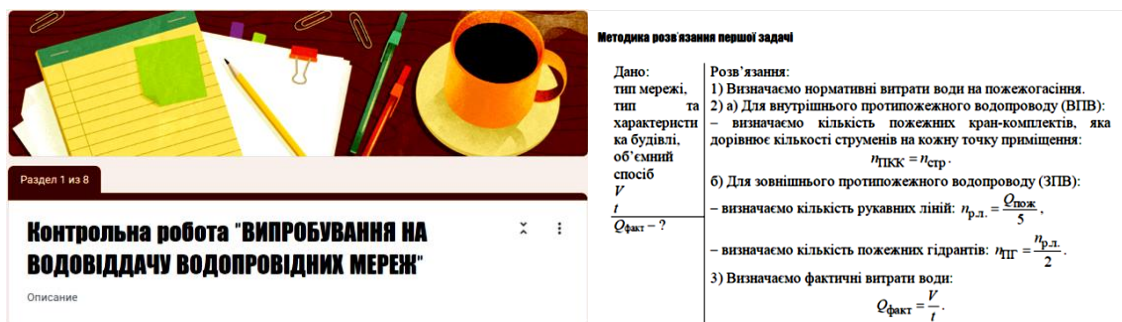 Раздел 1 из 8
Контрольна робота "ВИПРОБУВАННЯ НА
ВОДОВІДДАЧУ ВОДОПРОВІДНИХ МЕРЕЖ"
Описание
Методика розв'язання першої задачі
Дано:
тип мережі,
тип та
характеристи
ка будівлі,
об’ємний
спосіб
V
t
Qфакт – ?
Розв’язання:
1) Визначаємо нормативні витрати води на пожежогасіння.
2) а) Для внутрішнього протипожежного водопроводу (ВПВ):
– визначаємо кількість пожежних кран-комплектів, яка
дорівнює кількості струменів на кожну точку приміщення:
nПКК = nстр.
б) Для зовнішнього протипожежного водопроводу (ЗПВ):
– визначаємо кількість рукавних ліній: nр.л. = Qпож/5,
– визначаємо кількість пожежних гідрантів: nПГ = nр.л./2.
3) Визначаємо фактичні витрати води:
Qфакт = V/t.